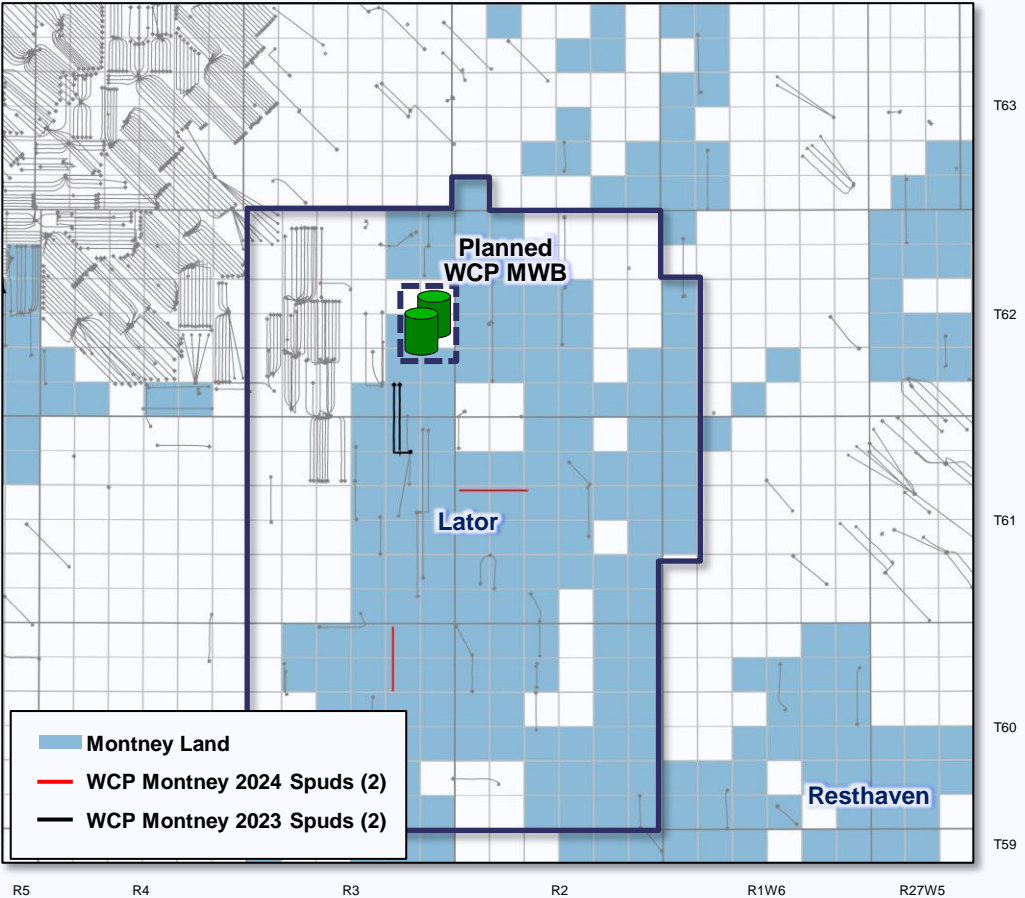 T63
Planned
WCP MWB
T62
Lator
T61
Montney Land
WCP Montney 2024 Spuds (2)
WCP Montney 2023 Spuds (2)
T60
Resthaven
T59
R5
R4
R3
R2
R1W6
R27W5